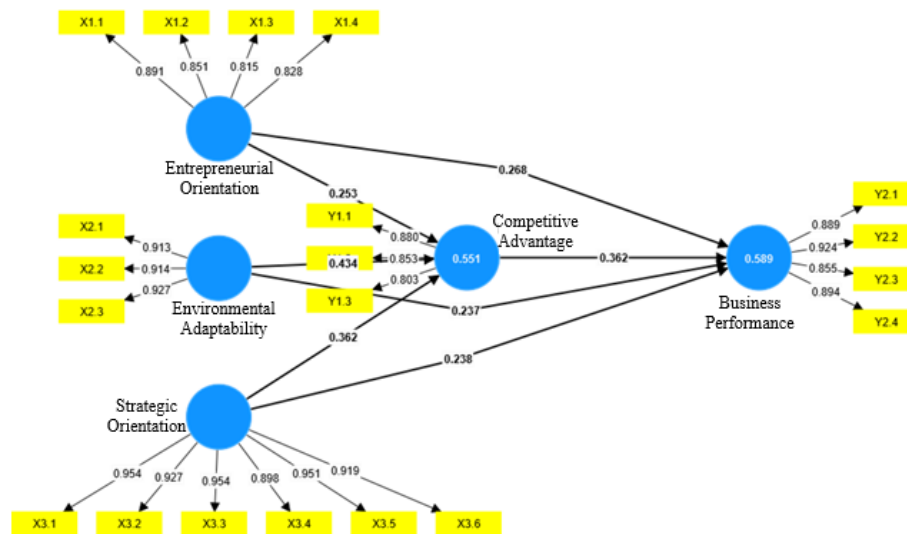 X1.1 X1.2 X1.3 X1.4
0.891 0.851 0.815 0.828
Entrepreneurial
Orientation
0.268
0.253
X2.1
X2.2
X2.3
0.913
0.914
0.927
Environmental
Adaptability
Y1.1
Y1.3
0.880
0.853
0.803
0.434
Competitive
Advantage
0.551
0.362
0.237
0.362
0.238
0.589
Business
Performance
Y2.1
Y2.2
Y2.3
Y2.4
0.889
0.924
0.855
0.894
Strategic
Orientation
0.954 0.927 0.954 0.898 0.951 0.919
X3.1 X3.2 X3.3 X3.4 X3.5 X3.6